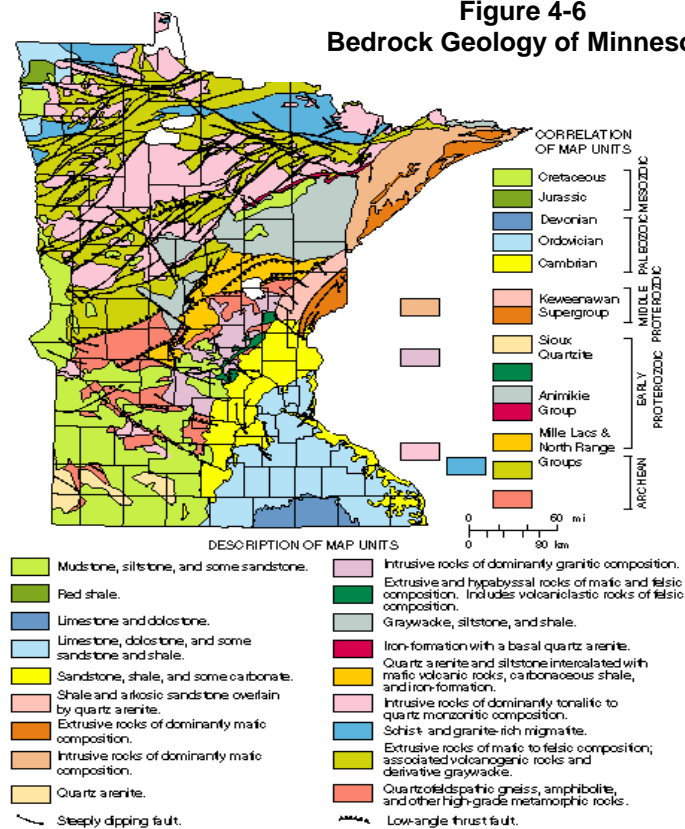 Figure 4-6
Bedrock Geology of Minneso
CORRELATION
OF MAP UNITS
Cretaceous
Jurassic
MESOZOIC
Devonian
Ordovician
Cambrian
PALEOZOIC
Keweenawan
Supergroup
MIDDLE
PROTEROZOIC
Sioux
Quartzite
Animikie
Group
Mille Lacs &
North Range
Groups
EARLY
PROTEROZOIC
ARCHEAN
0 60 mi
0 80 km
DESCRIPTION OF MAP UNITS
Mudstone, siltstone, and some sandstone.
Red shale.
Limestone and dolostone.
Limestone, dolostone, and some
sandstone and shale.
Sandstone, shale, and some carbonate.
Shale and arkosic sandstone overlain
by quartz arenite.
Extrusive rocks of dominantly mafic
composition.
Intrusive rocks of dominantly mafic
composition.
Quartz arenite.
Steeply dipping fault.
Intrusive rocks of dominantly granitic composition.
Extrusive and hypabyssal rocks of mafic and felsic
composition. Includes volcaniclastic rocks of felsic
composition.
Graywacke, siltstone, and shale.
Iron-formation with a basal quartz arenite.
Quartz arenite and siltstone intercalated with
mafic volcanic rocks, carbonaceous shale,
and iron-formation.
Intrusive rocks of dominantly tonalitic to
quartz monzonitic composition.
Schist- and granite-rich migmatite.
Extrusive rocks of mafic to felsic composition;
associated volcanogenic rocks and
derivative graywacke.
Quartzofeldspathic gneiss, amphibolite,
and other high-grade metamorphic rocks.
Low-angle thrust fault.